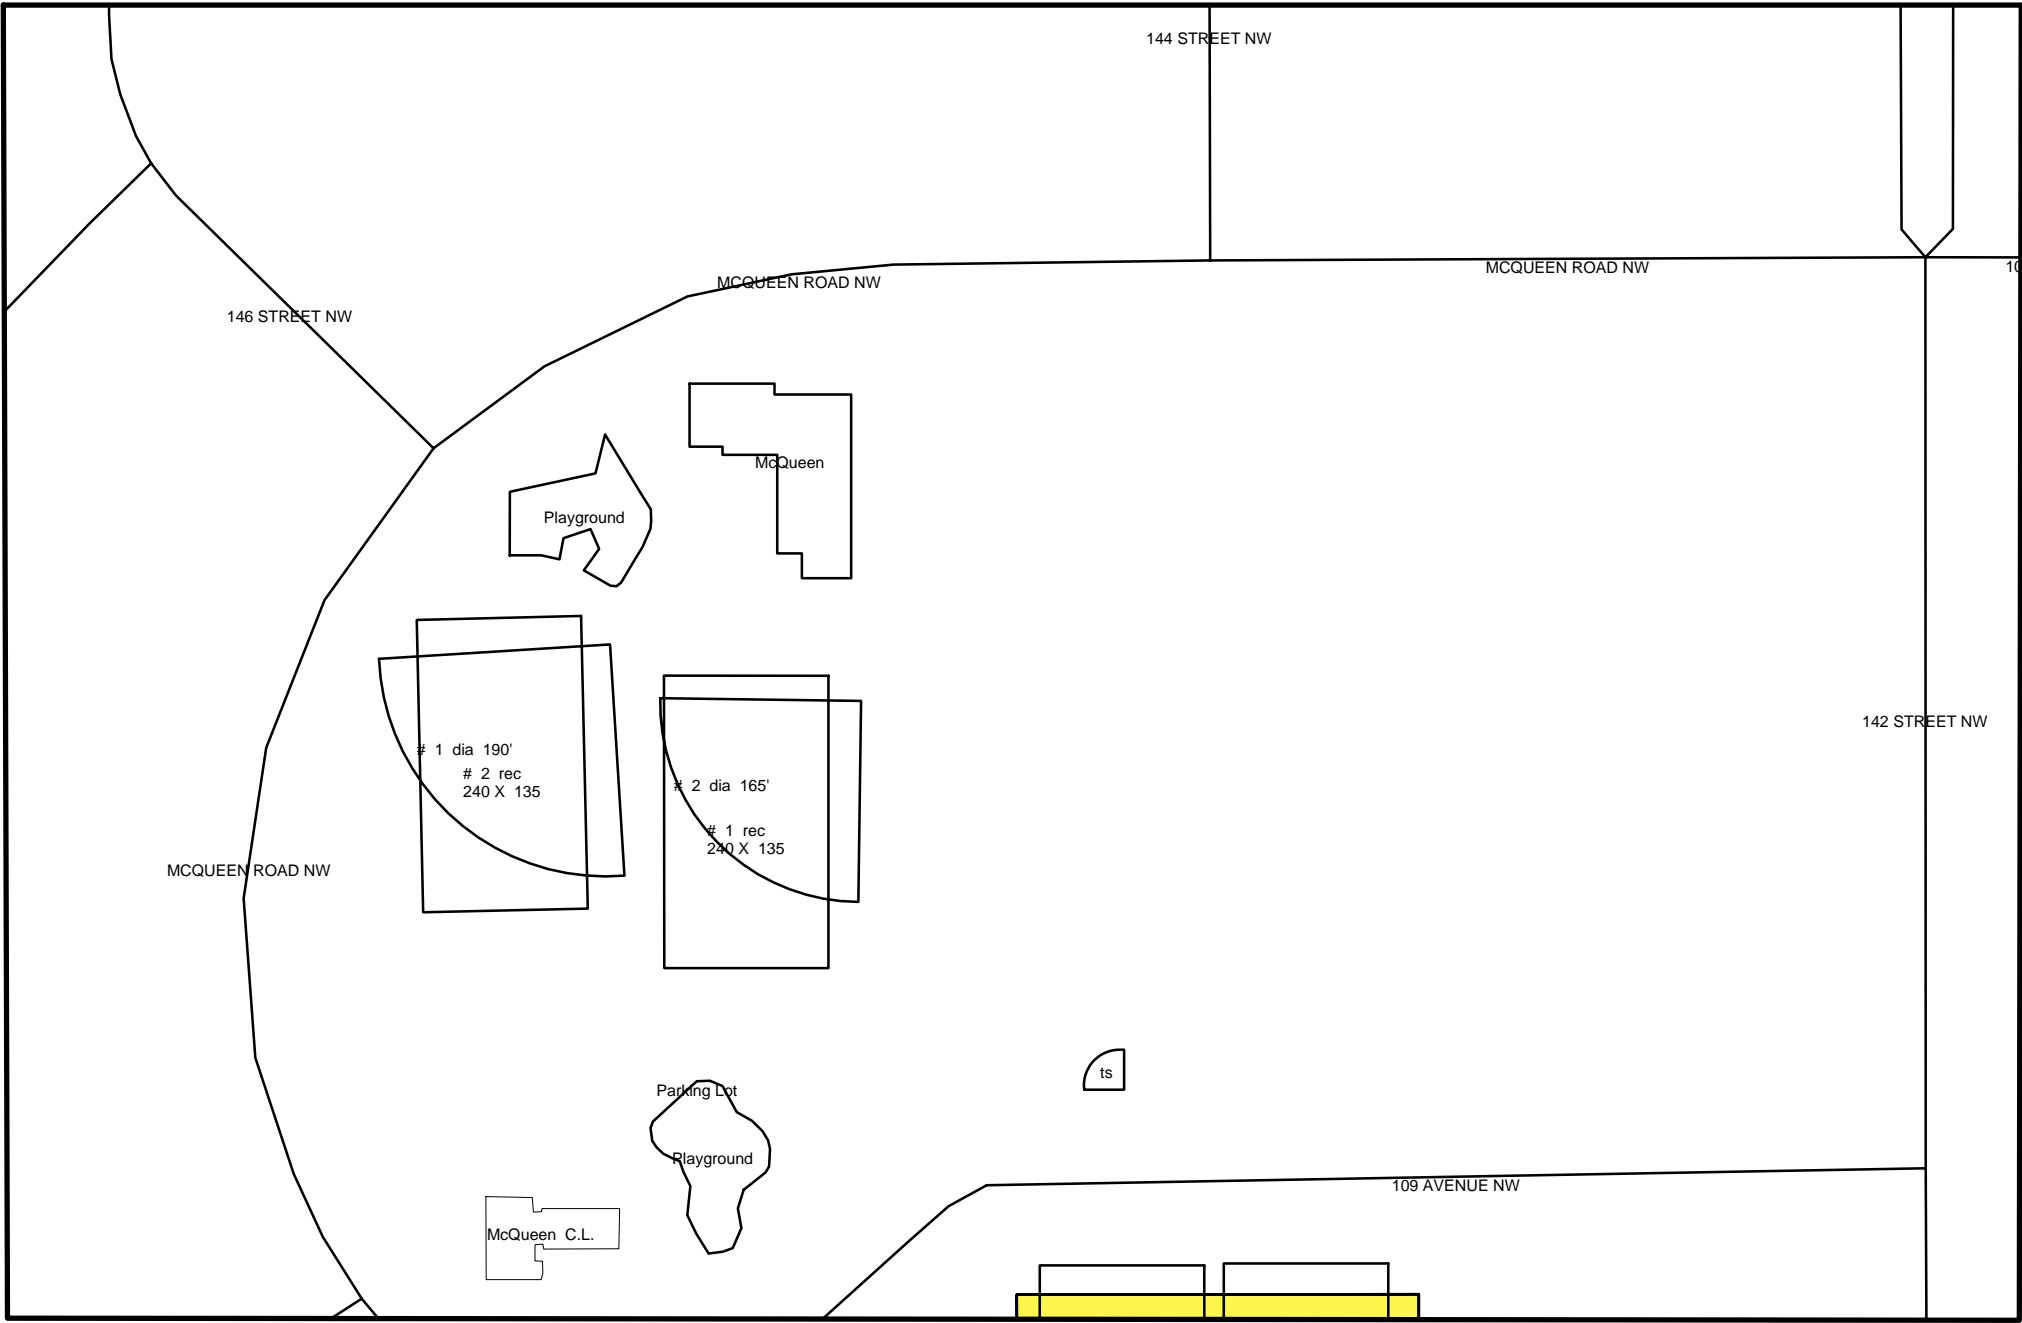 144 STREET NW
MCQUEEN ROAD NW
10
MCQUEEN ROAD NW
146 STREET NW
McQueen
Playground
142 STREET NW
# 1 dia 190'
# 2 rec
240 X 135
# 2 dia 165'
# 1 rec
240 X 135
MCQUEEN ROAD NW
ts
Parking Lot
Playground
109 AVENUE NW
McQueen C.L.